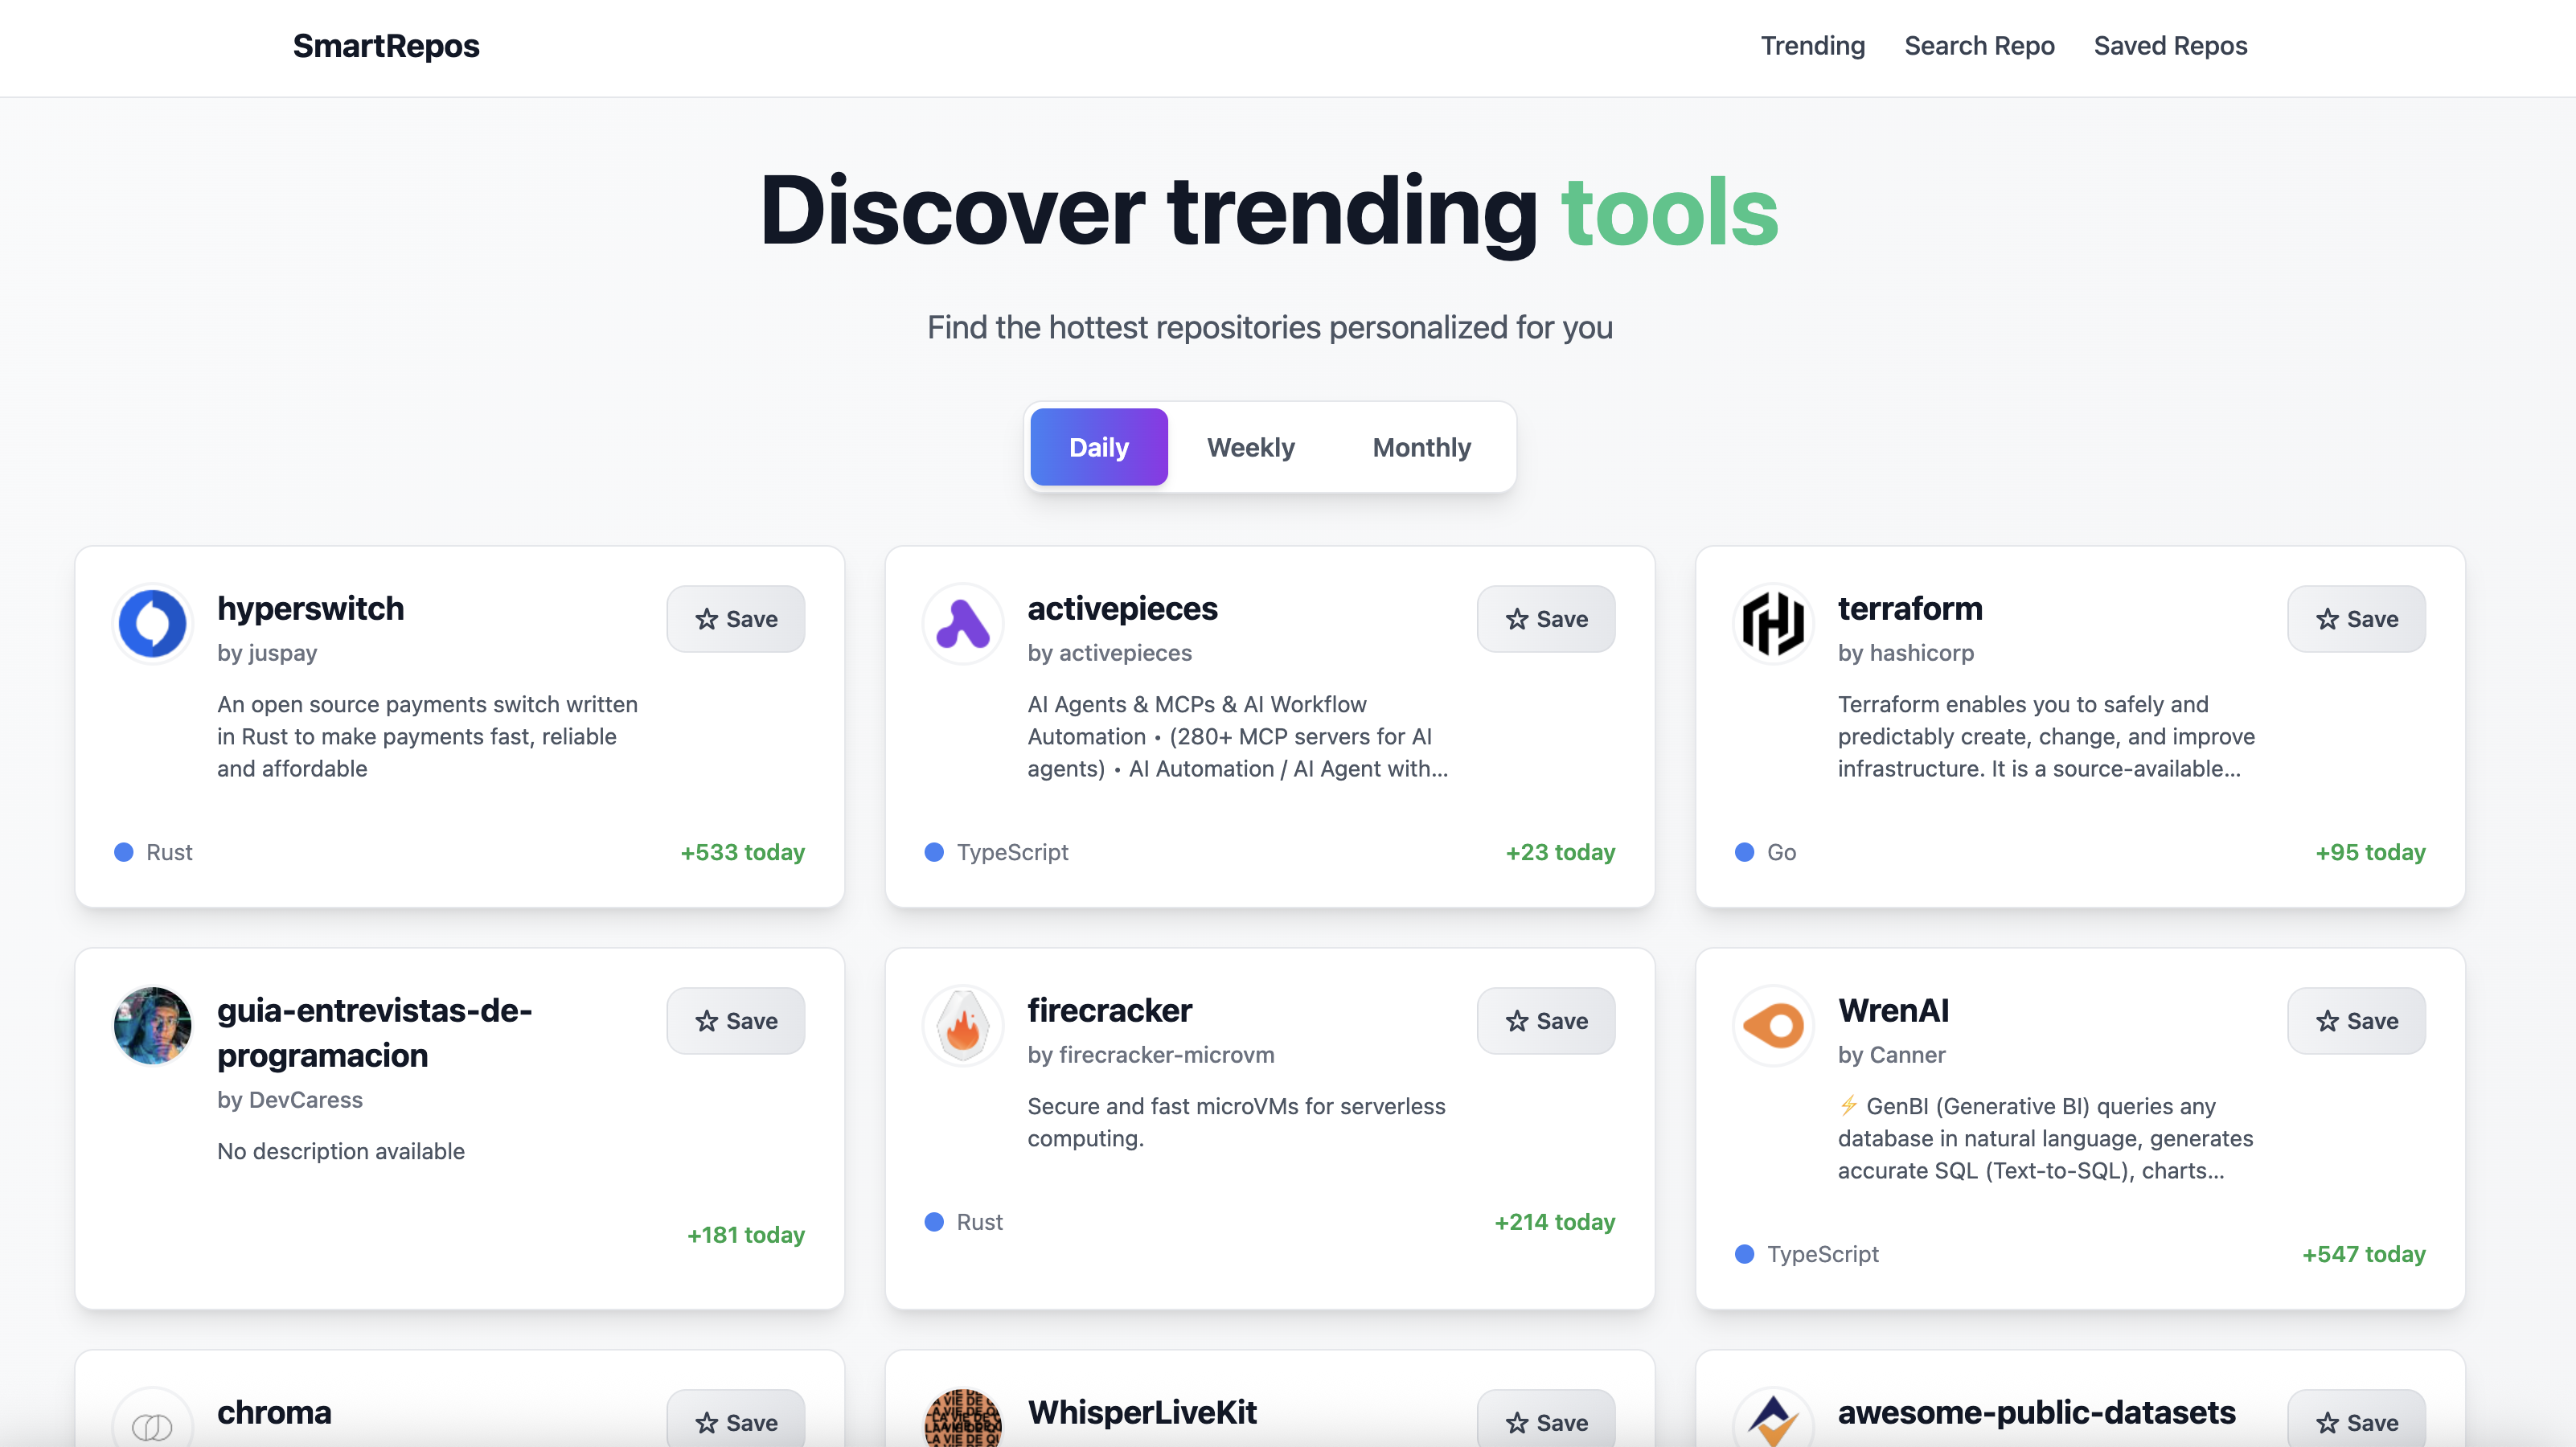 SmartRepos
Trending
Search Repo
Saved Repos
Discover trending tools
Find the hottest repositories personalized for you
Daily
Weekly
Monthly
hyperswitch
Save
by juspay
An open source payments switch written
in Rust to make payments fast, reliable
and affordable
Rust
+533 today
activepieces
Save
by activepieces
AI Agents & MCPs & AI Workflow
Automation • (280+ MCP servers for AI
agents) • AI Automation / AI Agent with...
TypeScript
+23 today
terraform
Save
by hashicorp
Terraform enables you to safely and
predictably create, change, and improve
infrastructure. It is a source-available...
Go
+95 today
guia-entrevistas-de-
programacion
Save
by DevCaress
No description available
+181 today
firecracker
Save
by firecracker-microvm
Secure and fast microVMs for serverless
computing.
Rust
+214 today
WrenAI
Save
by Canner
⚡ GenBI (Generative BI) queries any
database in natural language, generates
accurate SQL (Text-to-SQL), charts...
TypeScript
+547 today
chroma
Save
WhisperLiveKit
Save
awesome-public-datasets
Save